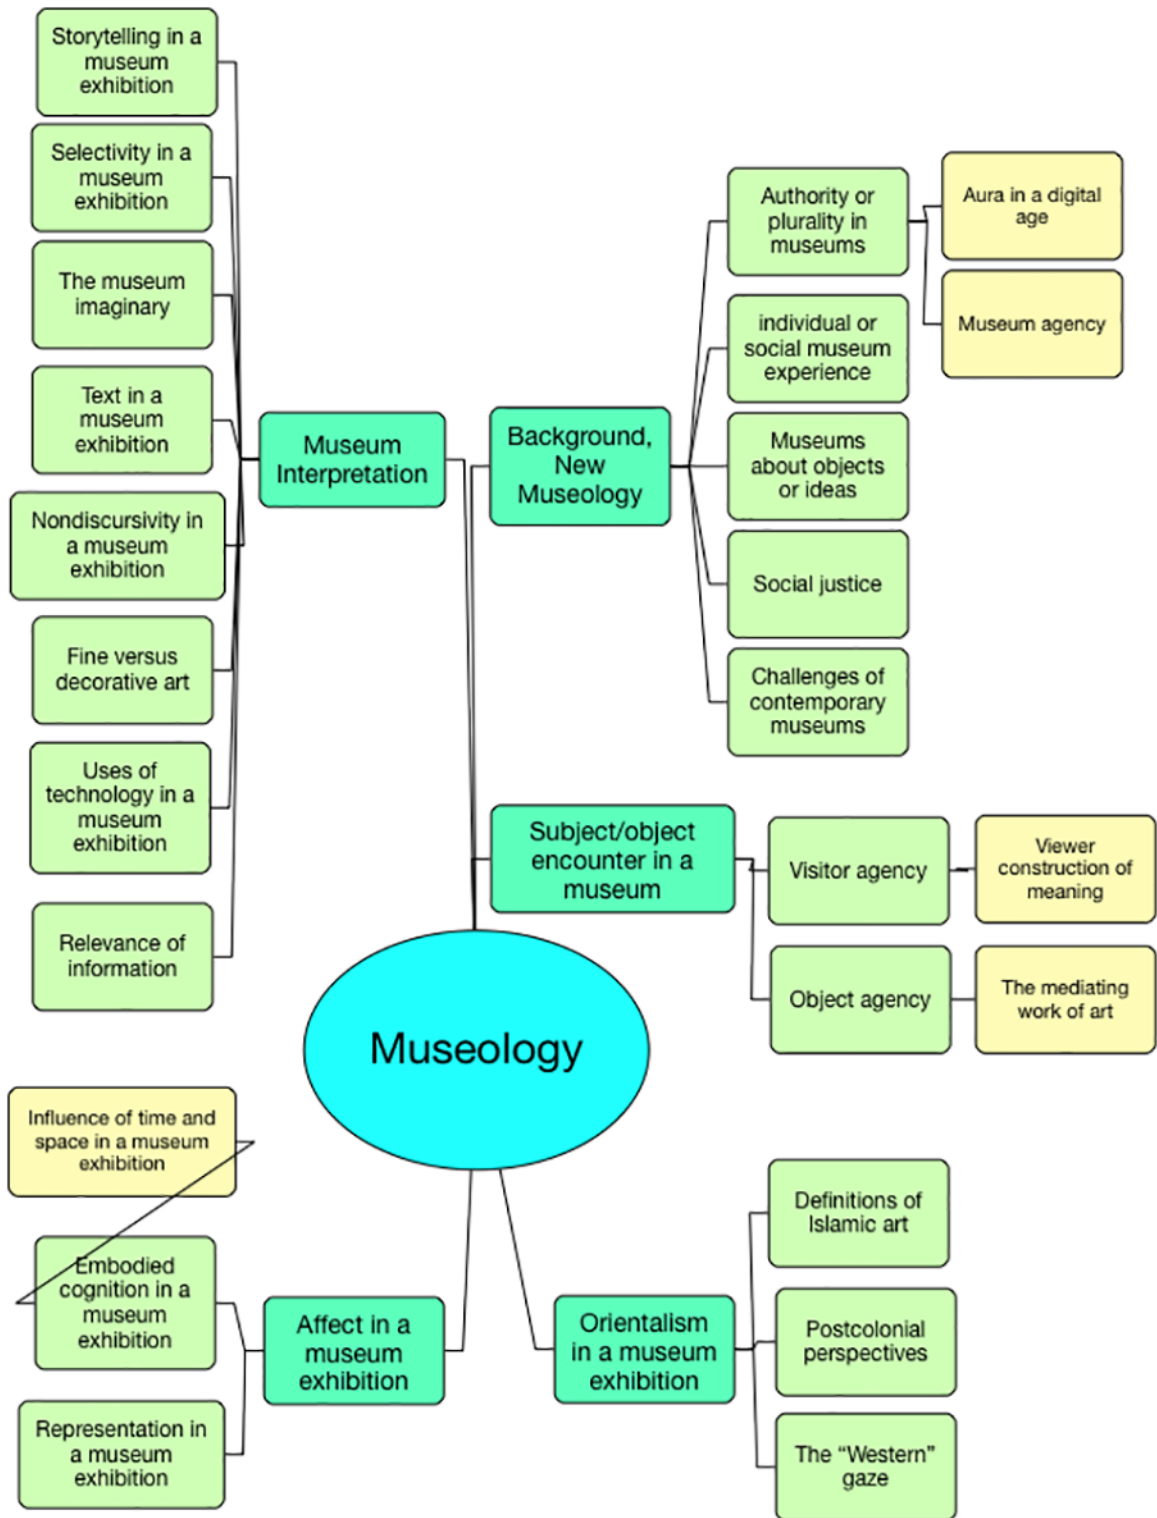 Storytelling in a
museum
exhibition
Selectivity in a
museum
exhibition
The museum
imaginary
Text in a
museum
exhibition
Nondiscursivity in
a museum
exhibition
Fine versus
decorative art
Uses of
technology in a
museum
exhibition
Relevance of
information
Museum
Interpretation
Background,
New
Museology
Authority or
plurality in
museums
Aura in a digital
age
Museum agency
individual or
social museum
experience
Museums
about objects
or ideas
Social justice
Challenges of
contemporary
museums
Subject/object
encounter in a
museum
Visitor agency
Viewer
construction of
meaning
Object agency
The mediating
work of art
Museology
Influence of time and
space in a museum
exhibition
Embodied
cognition in a
museum
exhibition
Representation in
a museum
exhibition
Affect in a
museum
exhibition
Orientalism
in a museum
exhibition
Definitions of
Islamic art
Postcolonial
perspectives
The “Western”
gaze